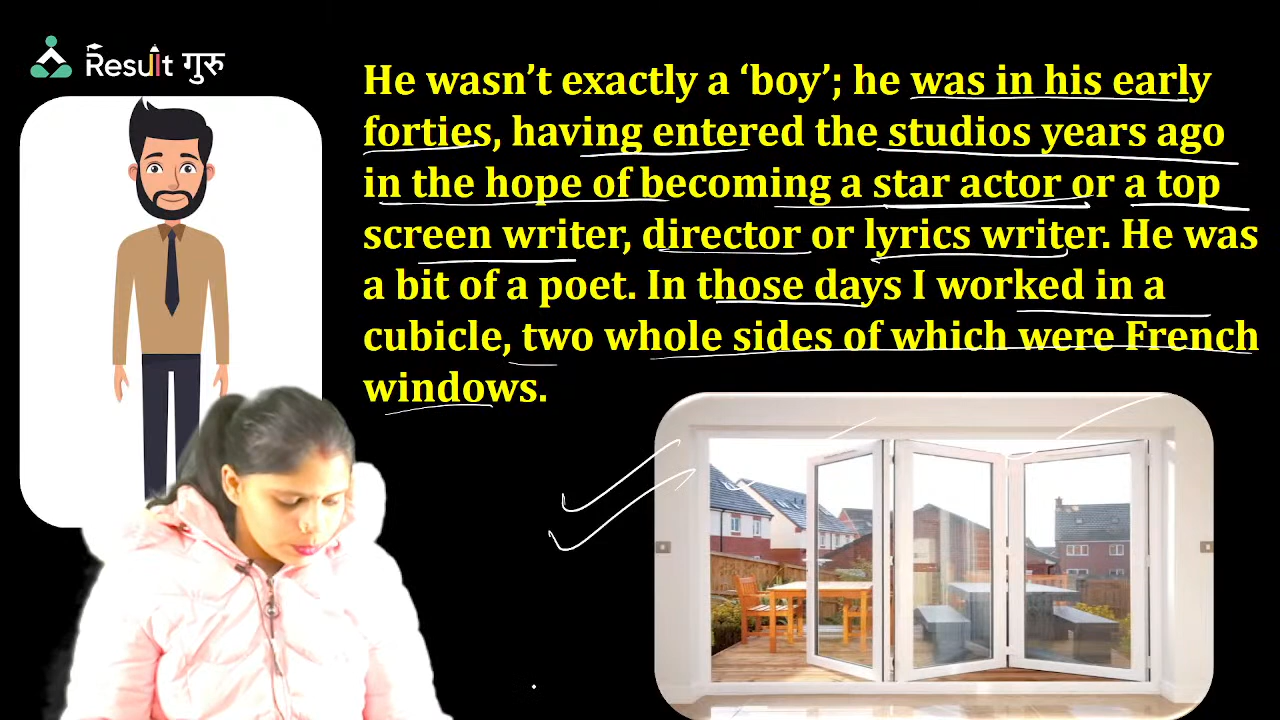 Result गुरु
He wasn’t exactly a ‘boy’; he was in his early
forties, having entered the studios years ago
in the hope of becoming a star actor or a top
screen writer, director or lyrics writer. He was
a bit of a poet. In those days I worked in a
cubicle, two whole sides of which were French
windows.